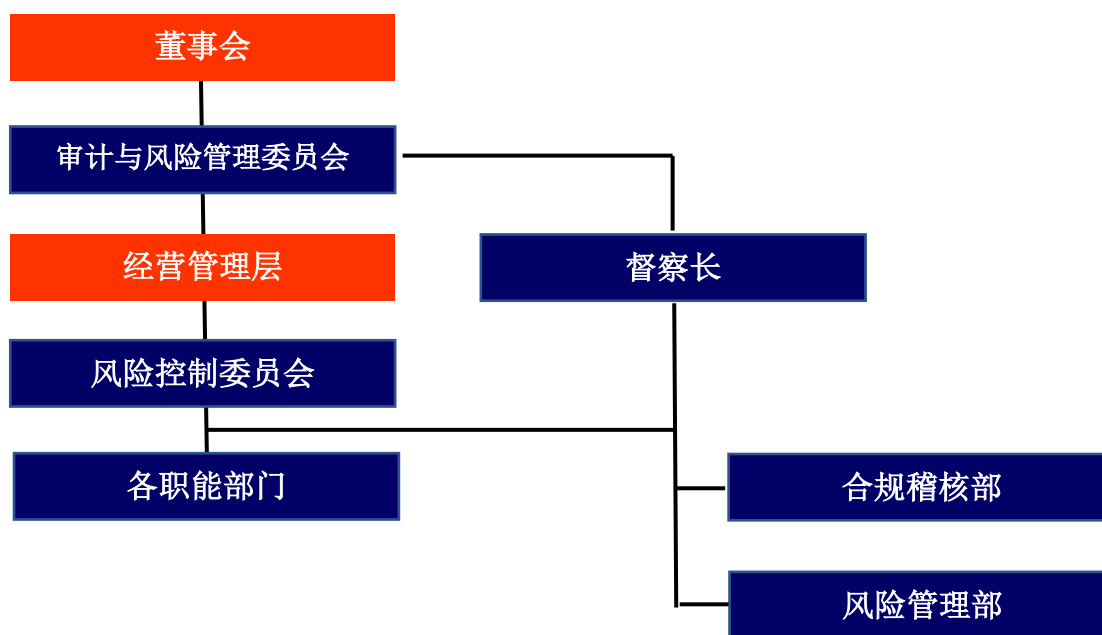 董事会
审计与风险管理委员会
经营管理层
督察长
风险控制委员会
各职能部门
合规稽核部
风险管理部